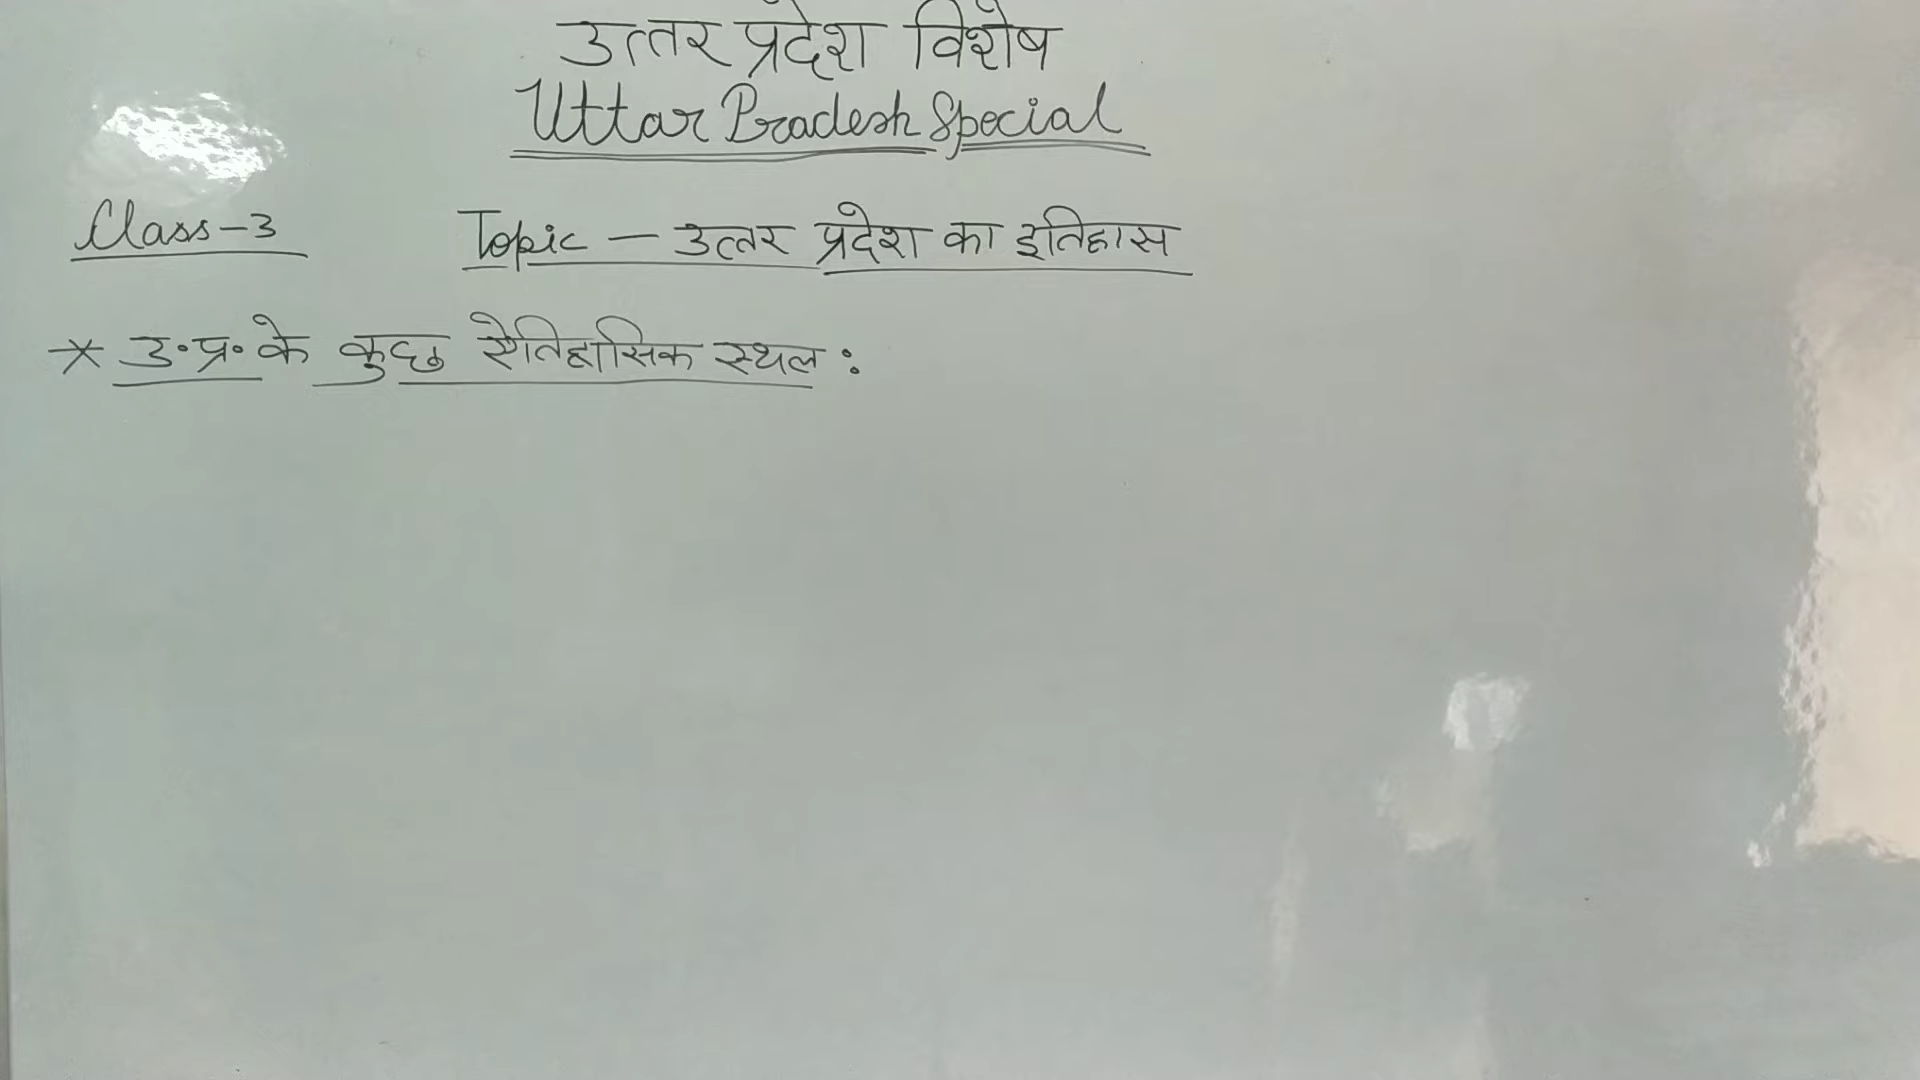 उत्तर प्रदेश विशेष
Uttar Pradesh Special
Class-3 Topic - उत्तर प्रदेश का इतिहास
* उ॰प्र॰ के कुछ ऐतिहासिक स्थल :